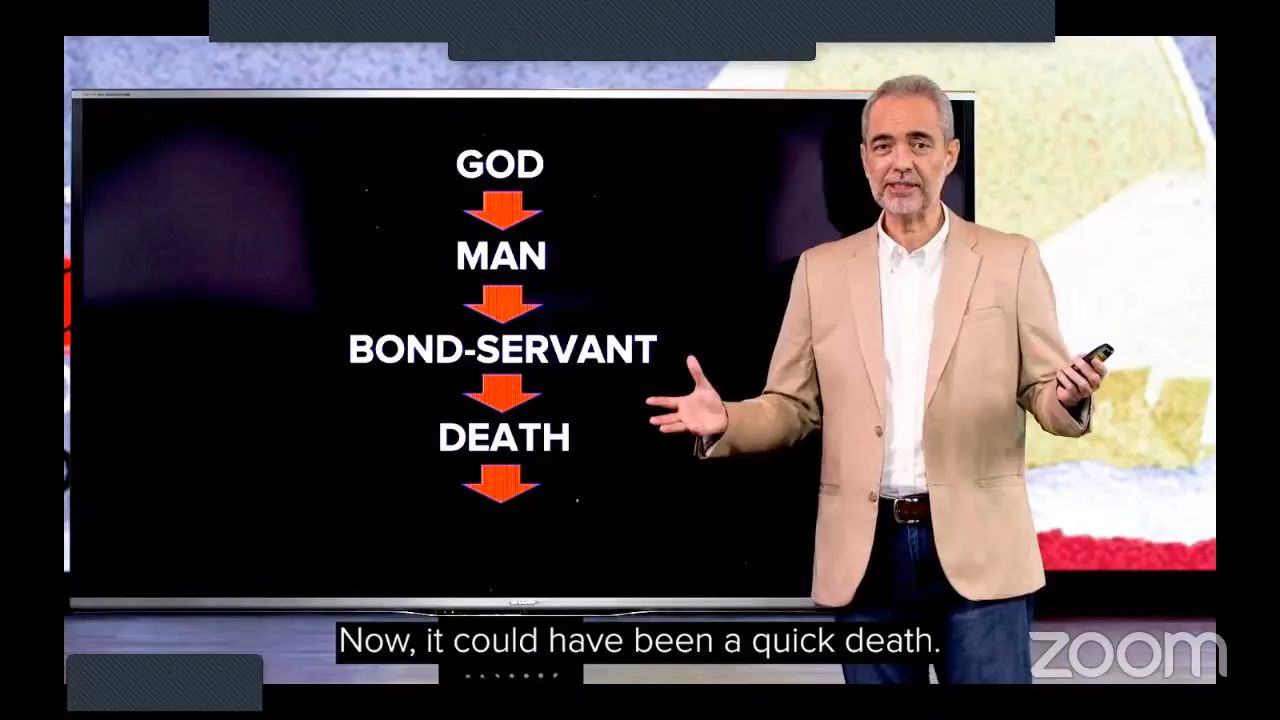 GOD
MAN
BOND-SERVANT
DEATH
Now, it could have been a quick death.
zoom